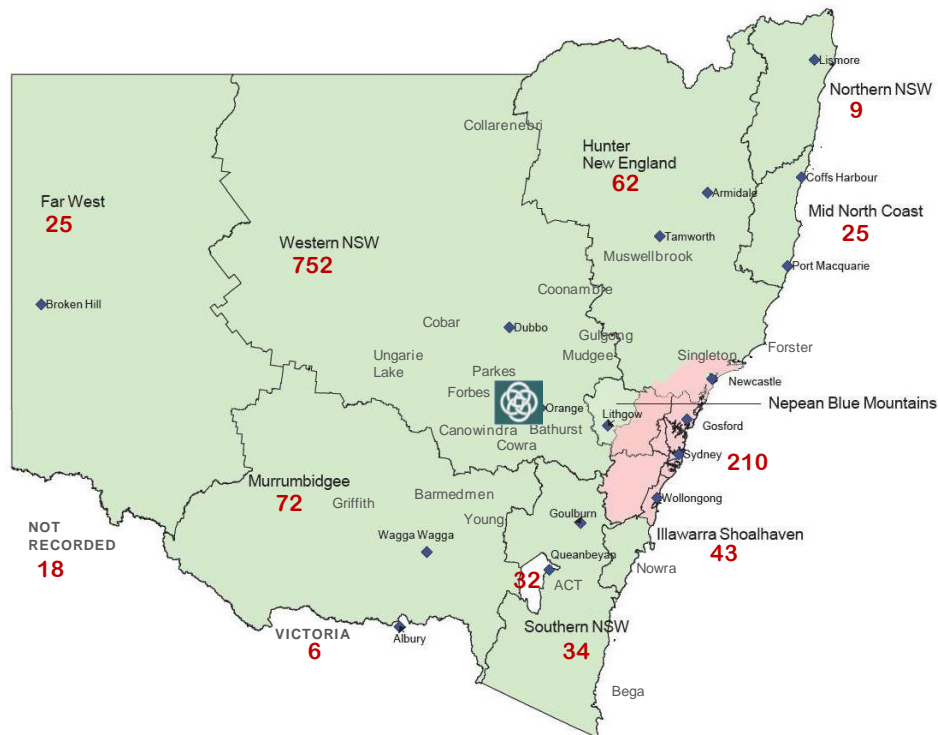 Lismore
Northern NSW
9
Collarenebri
Hunter
New England
62
Coffs Harbour
Armidale
Far West
25
Mid North Coast
25
Western NSW
752
Tamworth
Muswellbrook
Port Macquarie
Coonamble
Broken Hill
Cobar
Dubbo
Gulgong
Mudgee
Ungarie
Lake
Singleton
Forster
Parkes
Newcastle
Forbes
Nepean Blue Mountains
Orange
Lithgow
Gosford
Canowindra
Bathurst
Cowra
Sydney
210
Murrumbidgee
72
Griffith
Barmedmen
Wollongong
Young
Goulburn
NOT
RECORDED
18
Illawarra Shoalhaven
43
Wagga Wagga
Queanbeyan
32
ACT
Nowra
VICTORIA
6
Albury
Southern NSW
34
Bega